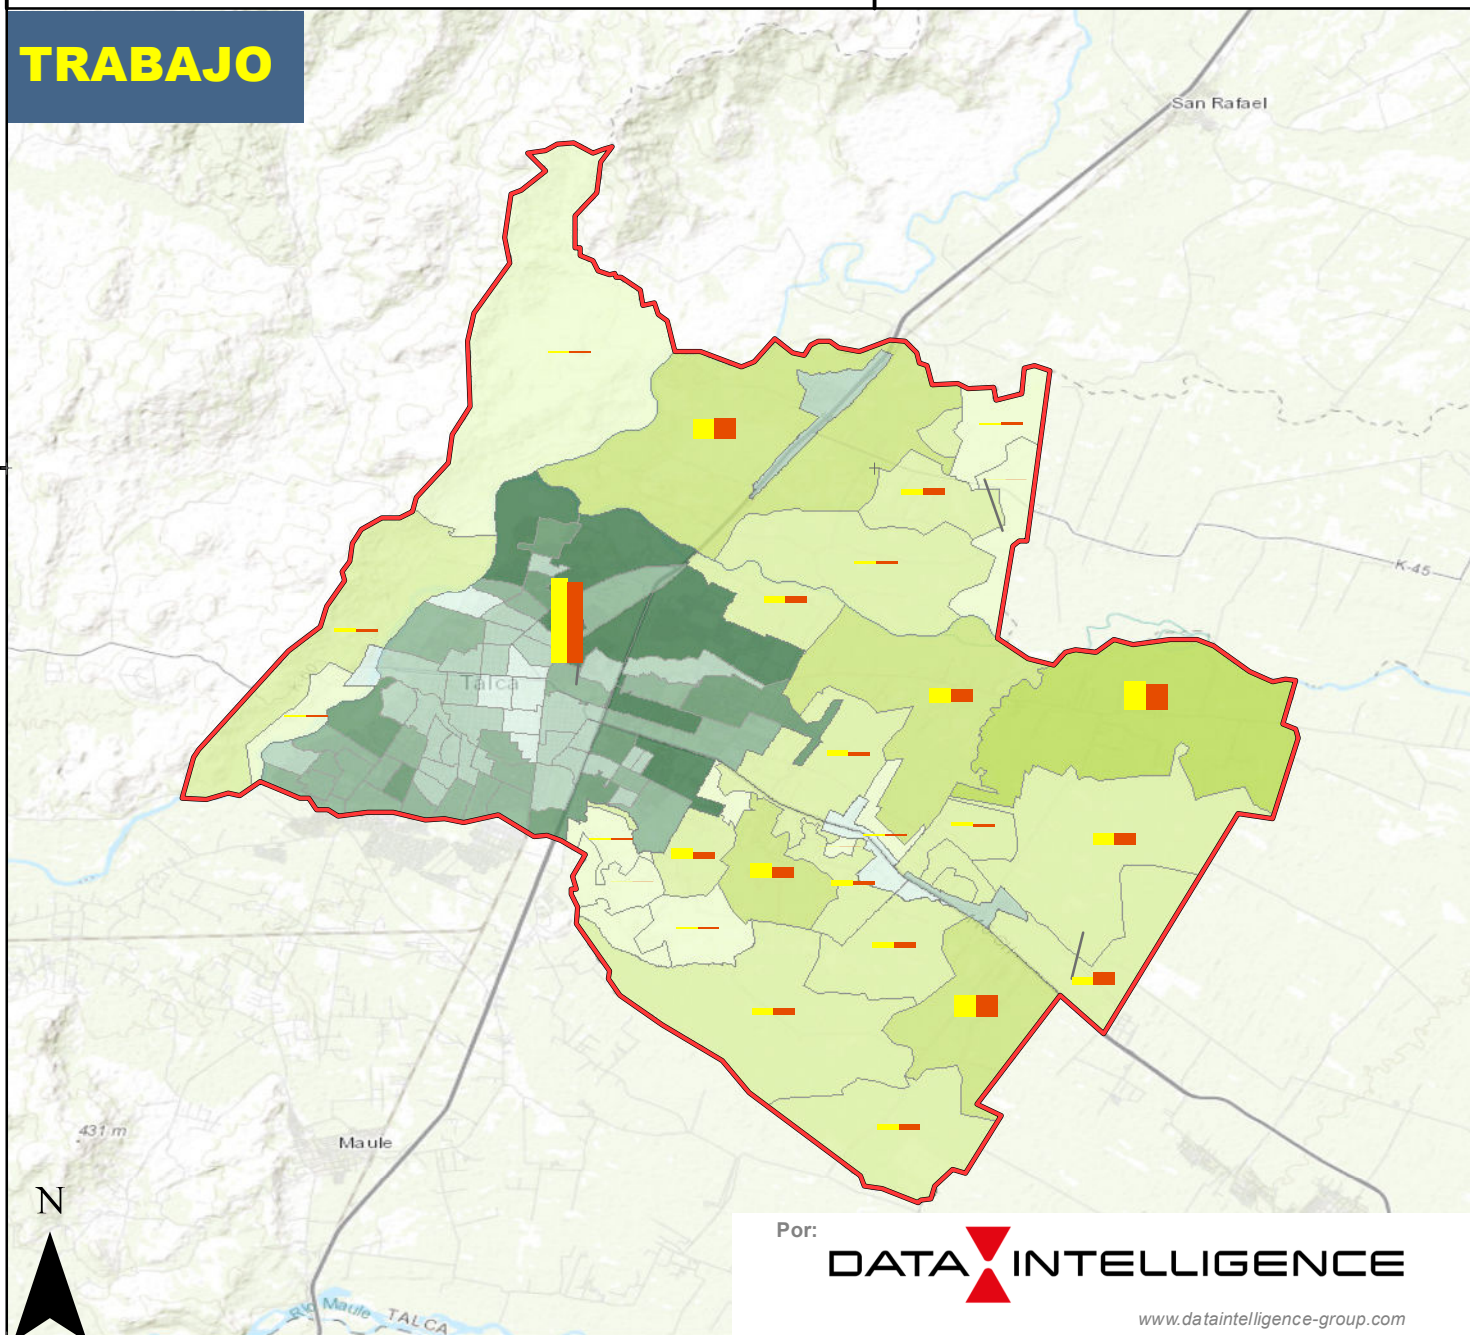 TRABAJO
San Rafael
K-45
Talca
431 m
Maule
N
Río Maule
TALCA
Por:
DATA INTELLIGENCE
www.dataintelligence-group.com